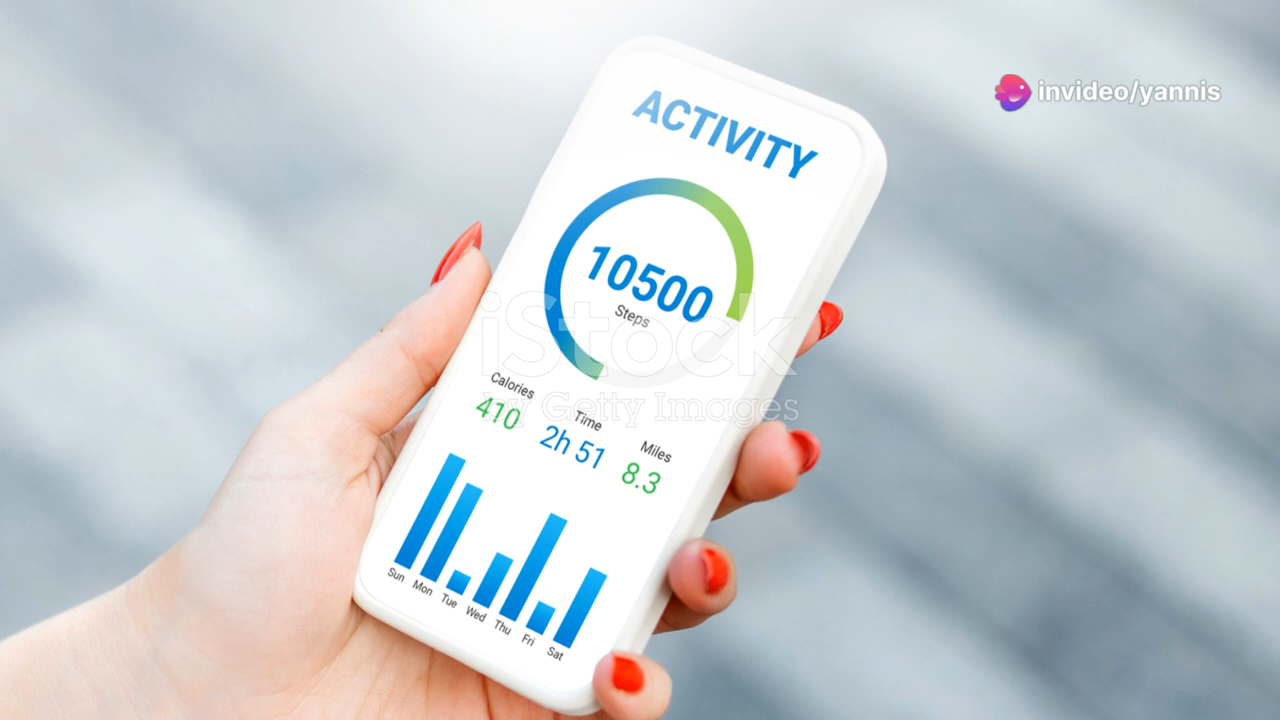 invideo/yannis
ACTIVITY
10500
Steps
iStock
by Getty Images
Calories
410
Time
2h 51
Miles
8.3
Sun Mon Tue Wed Thu Fri Sat